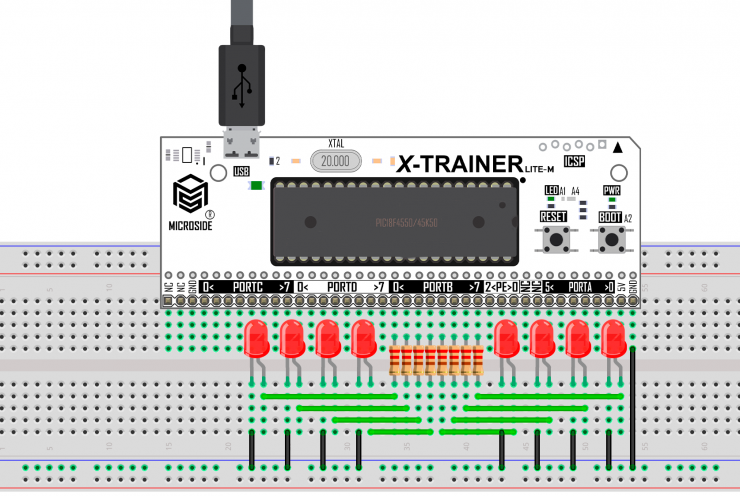 XTAL
20.000
2
X-TRAINER LITE-M
ICSP
USB
LED A1 A4 PWR
MICROSIDE
®
PIC18F4550/45K50
RESET BOOT A2
NC NC GND 0< PORTC >7 0< PORTD >7 0< PORTB >7 2<PE>0 NC NC 5< PORTA >0 5V GND
1 5 10 15 20 30 35 40 45 55 60